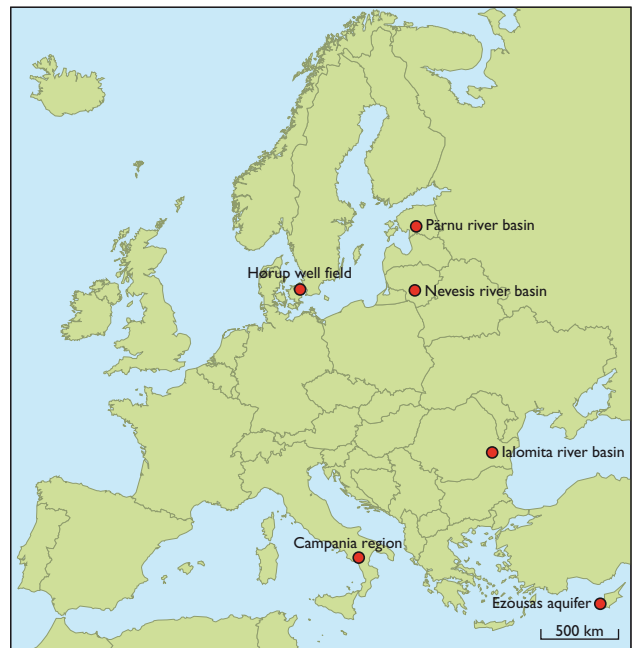 Pärnu river basin
Hørup well field
Nevesis river basin
Ialomita river basin
Campania region
Ezousas aquifer
500 km